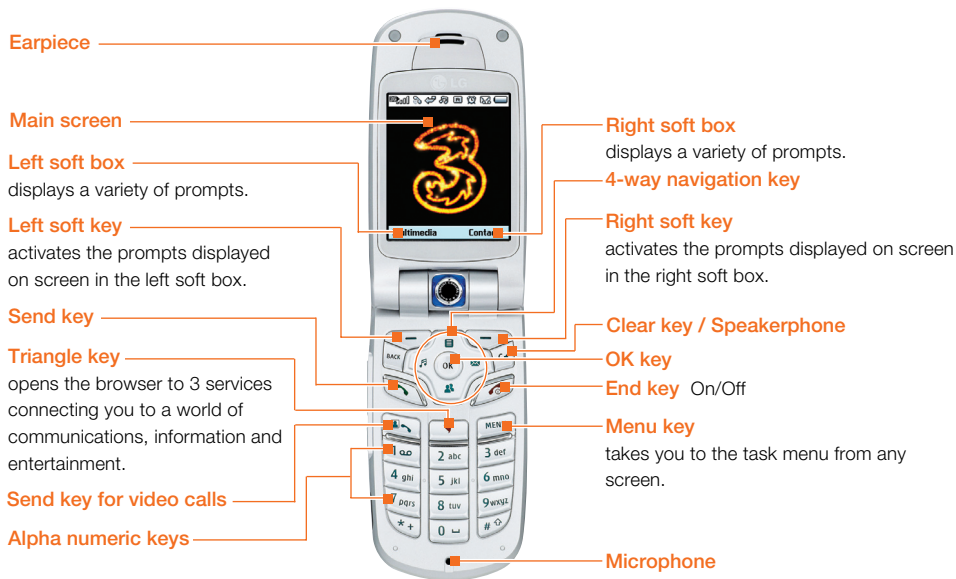 Earpiece
Main screen
Left soft box
displays a variety of prompts.
Left soft key
activates the prompts displayed
on screen in the left soft box.
Send key
Triangle key
opens the browser to 3 services
connecting you to a world of
communications, information and
entertainment.
Send key for video calls
Alpha numeric keys
LG
3
Contac
BACK
OK
MEN
1
2 abc
3 def
4 ghi
5 jkl
6 mno
7 pqrs
8 tuv
9 wxyz
* +
0
#
Right soft box
displays a variety of prompts.
4-way navigation key
Right soft key
activates the prompts displayed on screen
in the right soft box.
Clear key / Speakerphone
OK key
End key On/Off
Menu key
takes you to the task menu from any
screen.
Microphone